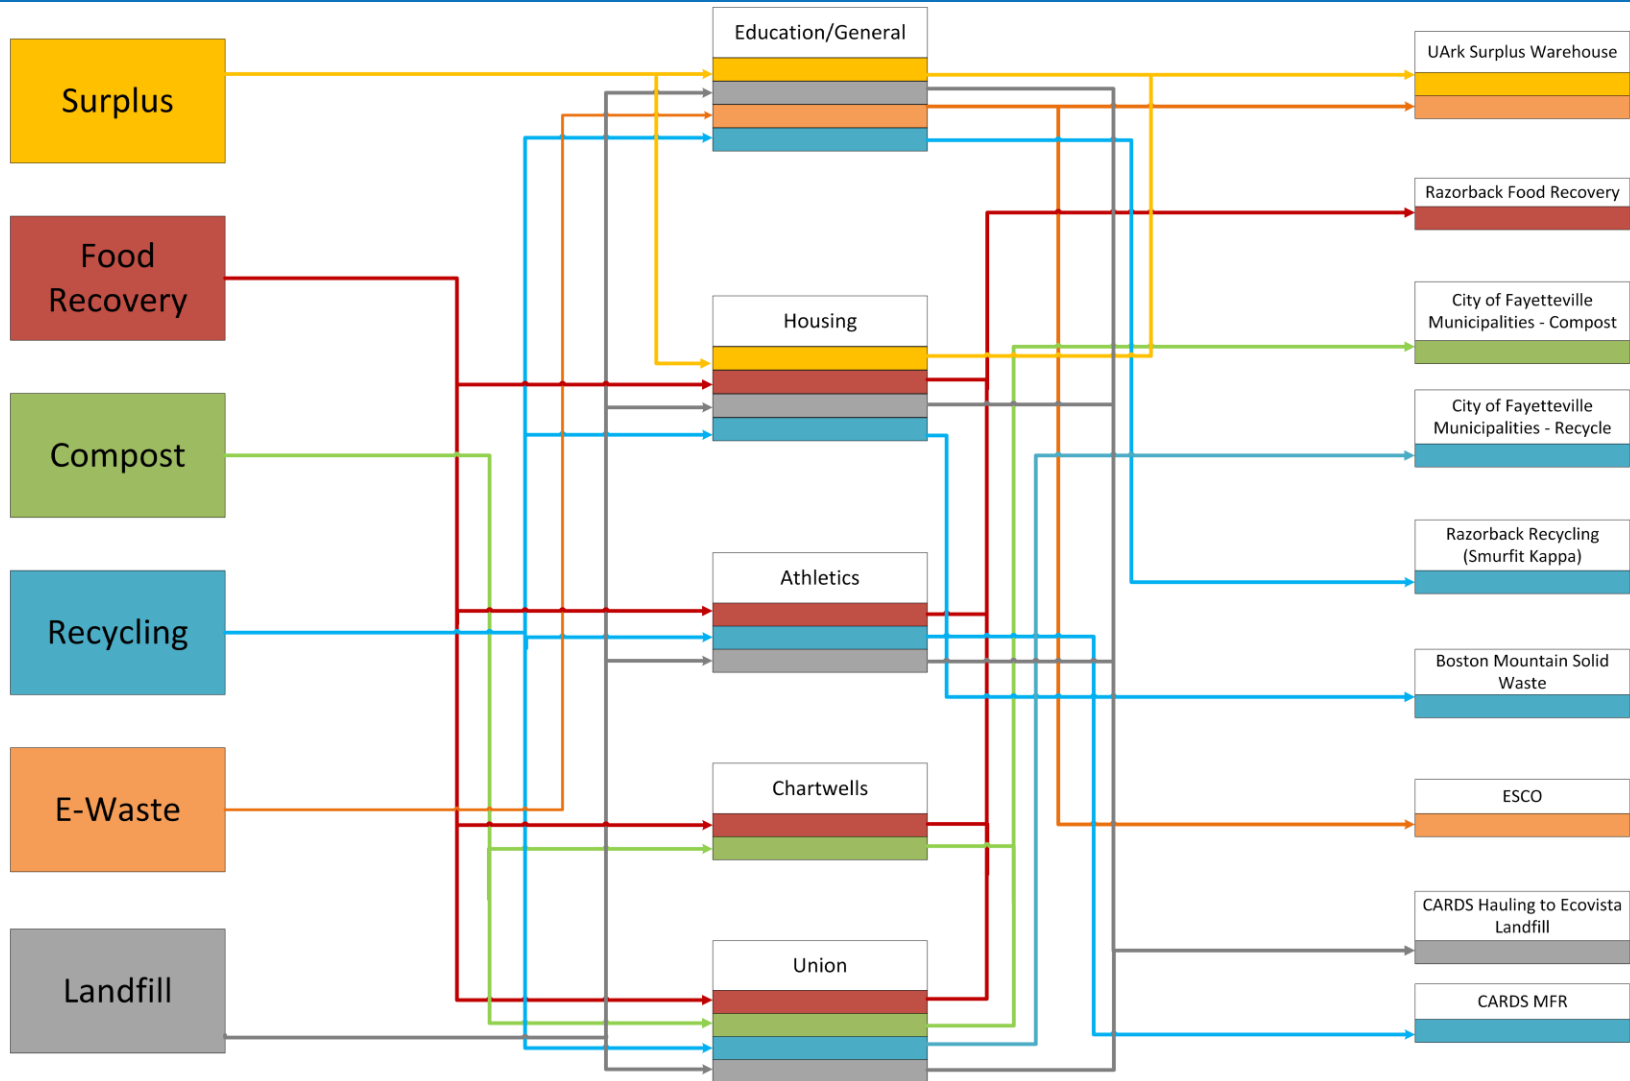 Surplus
Food
Recovery
Compost
Recycling
E-Waste
Landfill
Education/General
Housing
Athletics
Chartwells
Union
UArk Surplus Warehouse
Razorback Food Recovery
City of Fayetteville
Municipalities - Compost
City of Fayetteville
Municipalities - Recycle
Razorback Recycling
(Smurfit Kappa)
Boston Mountain Solid
Waste
ESCO
CARDS Hauling to Ecovista
Landfill
CARDS MFR